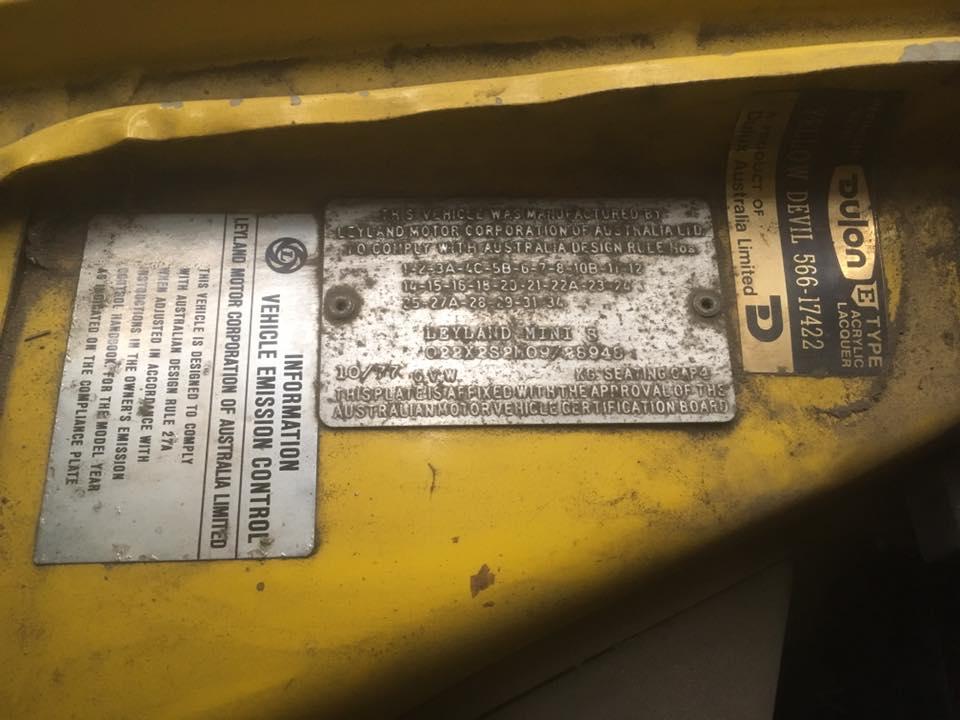 INFORMATION
VEHICLE EMISSION CONTROL
L
LEYLAND MOTOR CORPORATION OF AUSTRALIA LIMITED
THIS VEHICLE IS DESIGNED TO COMPLY
WITH AUSTRALIAN DESIGN RULE 27A
WHEN ADJUSTED IN ACCORDANCE WITH
INSTRUCTIONS IN THE OWNER'S EMISSION
CONTROL HANDBOOK FOR THE MODEL YEAR
AS INDICATED ON THE COMPLIANCE PLATE
THIS VEHICLE WAS MANUFACTURED BY
LEYLAND MOTOR CORPORATION OF AUSTRALIA LTD
TO COMPLY WITH AUSTRALIA DESIGN RULE Nos
1-2-3A-4C-5B-6-7-8-10B-11-12
14-15-16-18-20-21-22A-23-24
25-27A-28-29-31-34
LEYLAND MINI S
022X2S2M09/28948
10/77 G.V.W. KG SEATING CAP4
THIS PLATE IS AFFIXED WITH THE APPROVAL OF THE
AUSTRALIAN MOTOR VEHICLE CERTIFICATION BOARD
Dulon E TYPE
ACRYLIC
LACQUER
YELLOW DEVIL 566-17422
A PRODUCT OF
Dulux Australia Limited
D